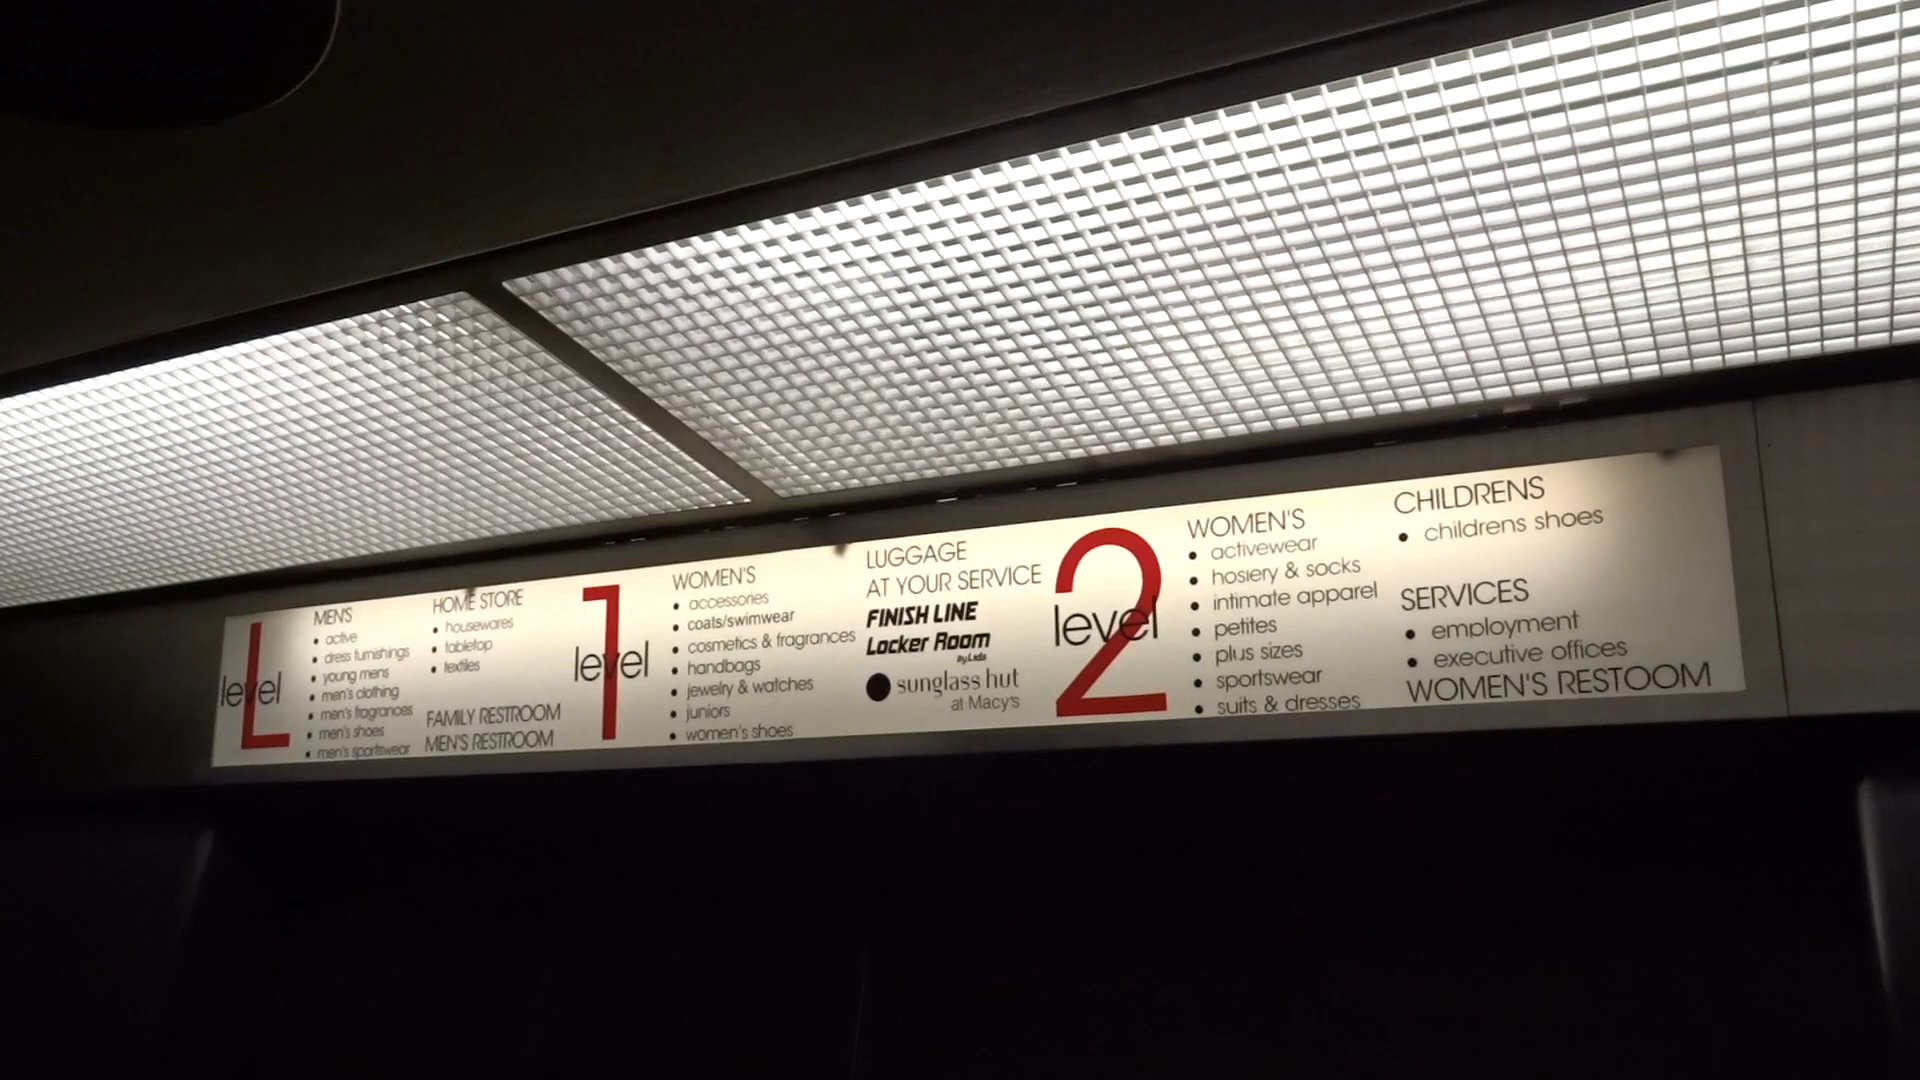 level
L
MEN'S
• active
• dress furnishings
• young mens
• men's clothing
• men's fragrances
• men's shoes
• men's sportswear
HOME STORE
• housewares
• tabletop
• textiles
FAMILY RESTROOM
MEN'S RESTROOM
level
1
WOMEN'S
• accessories
• coats/swimwear
• cosmetics & fragrances
• handbags
• jewelry & watches
• juniors
• women's shoes
LUGGAGE
AT YOUR SERVICE
FINISH LINE
Locker Room
by Lids
sunglass hut
at Macy's
level
2
WOMEN'S
• activewear
• hosiery & socks
• intimate apparel
• petites
• plus sizes
• sportswear
• suits & dresses
CHILDRENS
• childrens shoes
SERVICES
• employment
• executive offices
WOMEN'S RESTOOM